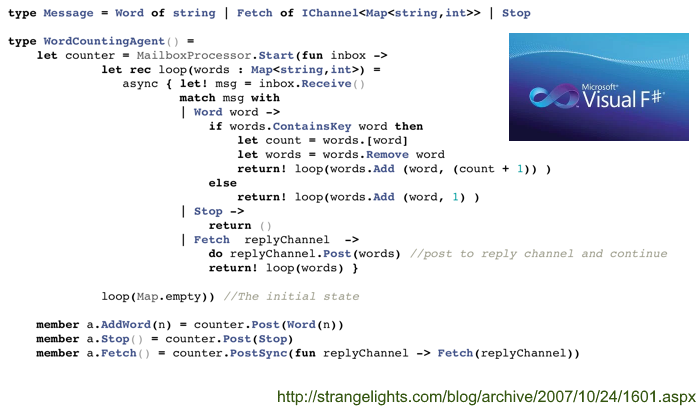 type Message = Word of string | Fetch of IChannel<Map<string,int>> | Stop
type WordCountingAgent() =
    let counter = MailboxProcessor.Start(fun inbox ->
             let rec loop(words : Map<string,int>) =
                async { let! msg = inbox.Receive()
                        match msg with
                        | Word word ->
                            if words.ContainsKey word then
                                let count = words.[word]
                                let words = words.Remove word
                                return! loop(words.Add (word, (count + 1)) )
                            else
                                return! loop(words.Add (word, 1) )
                        | Stop ->
                            return ()
                        | Fetch  replyChannel  ->
                            do replyChannel.Post(words) //post to reply channel and continue
                            return! loop(words) }
             loop(Map.empty)) //The initial state
    member a.AddWord(n) = counter.Post(Word(n))
    member a.Stop() = counter.Post(Stop)
    member a.Fetch() = counter.PostSync(fun replyChannel -> Fetch(replyChannel))
Microsoft®
Visual F#
http://strangelights.com/blog/archive/2007/10/24/1601.aspx